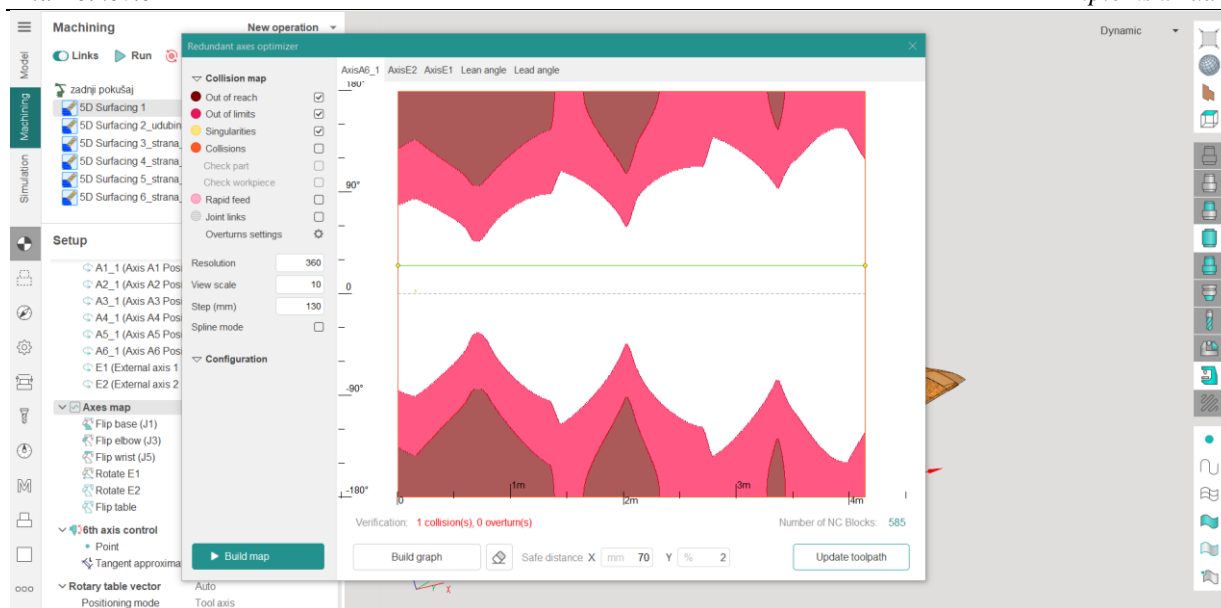 Machining
New operation
Dynamic
Redundant axes optimizer
Links
Run
Model
Machining
Simulation
zadnji pokušaj
5D Surfacing 1
5D Surfacing 2_udubin
5D Surfacing 3_strana_
5D Surfacing 4_strana_
5D Surfacing 5_strana_
5D Surfacing 6_strana_
Setup
A1_1 (Axis A1 Pos
A2_1 (Axis A2 Pos
A3_1 (Axis A3 Pos
A4_1 (Axis A4 Pos
A5_1 (Axis A5 Pos
A6_1 (Axis A6 Pos
E1 (External axis 1
E2 (External axis 2
Axes map
Flip base (J1)
Flip elbow (J3)
Flip wrist (J5)
Rotate E1
Rotate E2
Flip table
6th axis control
Point
Tangent approxima
Rotary table vector
Auto
Positioning mode
Tool axis
Collision map
Out of reach
Out of limits
Singularities
Collisions
Check part
Check workpiece
Rapid feed
Joint links
Overturns settings
Resolution 360
View scale 10
Step (mm) 130
Spline mode
Configuration
Build map
AxisA6_1 AxisE2 AxisE1 Lean angle Lead angle
180°
90°
0
-90°
-180°
0 1m 2m 3m 4m
Verification: 1 collision(s), 0 overturn(s)
Number of NC Blocks: 585
Build graph
Safe distance X mm 70 Y % 2
Update toolpath
X